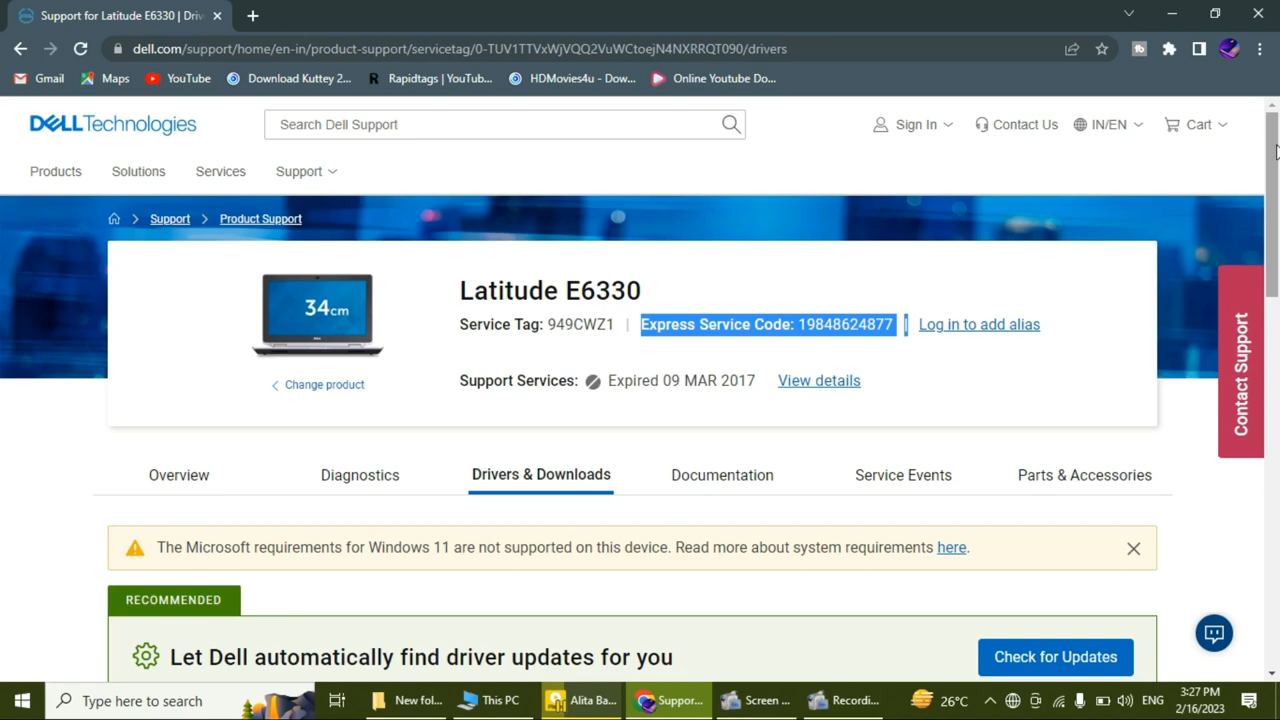 Support for Latitude E6330 | Driv
dell.com/support/home/en-in/product-support/servicetag/0-TUV1TTVxWjVQQ2VuWCtoejN4NXRRQT090/drivers
Gmail Maps YouTube Download Kuttey 2... Rapidtags | YouTub... HDMovies4u - Dow... Online Youtube Do...
DELLTechnologies Search Dell Support Sign In Contact Us IN/EN Cart
Products Solutions Services Support
Support Product Support
34cm
Latitude E6330
Service Tag: 949CWZ1 | Express Service Code: 19848624877 | Log in to add alias
Change product
Support Services: Expired 09 MAR 2017 View details
Contact Support
Overview Diagnostics Drivers & Downloads Documentation Service Events Parts & Accessories
The Microsoft requirements for Windows 11 are not supported on this device. Read more about system requirements here.
RECOMMENDED
Let Dell automatically find driver updates for you Check for Updates
Type here to search New fol... This PC Alita Ba... Suppor... Screen ... Recordi... 26°C ENG 3:27 PM
2/16/2023